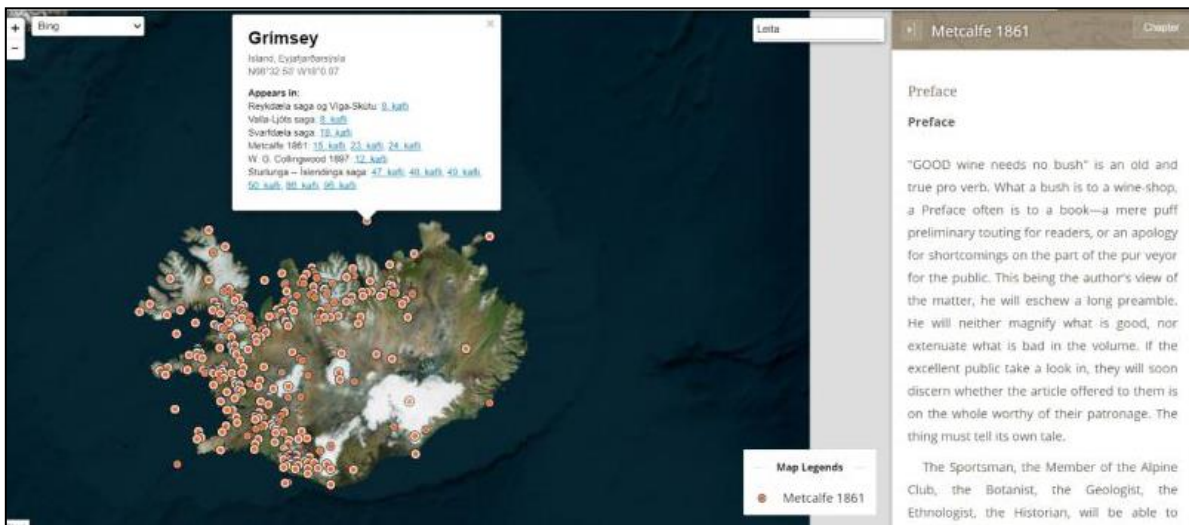 +
−
Bing
Grímsey
Ísland, Eyjafjarðarsýsla
N66°32.50 W18°0.07
Appears in:
Reykdæla saga og Víga-Skútu: 9. kafli
Valla-Ljóts saga: 8. kafli
Svarfdæla saga: 18. kafli
Metcalfe 1861: 15. kafli, 23. kafli, 24. kafli
W. G. Collingwood 1897: 12. kafli
Sturlunga – Íslendinga saga: 47. kafli, 48. kafli, 49. kafli,
50. kafli, 88. kafli, 96. kafli
Leita
Map Legends
Metcalfe 1861
Metcalfe 1861
Chapter
Preface
Preface
"GOOD wine needs no bush" is an old and
true pro verb. What a bush is to a wine-shop,
a Preface often is to a book—a mere puff
preliminary touting for readers, or an apology
for shortcomings on the part of the pur veyor
for the public. This being the author's view of
the matter, he will eschew a long preamble.
He will neither magnify what is good, nor
extenuate what is bad in the volume. If the
excellent public take a look in, they will soon
discern whether the article offered to them is
on the whole worthy of their patronage. The
thing must tell its own tale.
The Sportsman, the Member of the Alpine
Club, the Botanist, the Geologist, the
Ethnologist, the Historian, will be able to